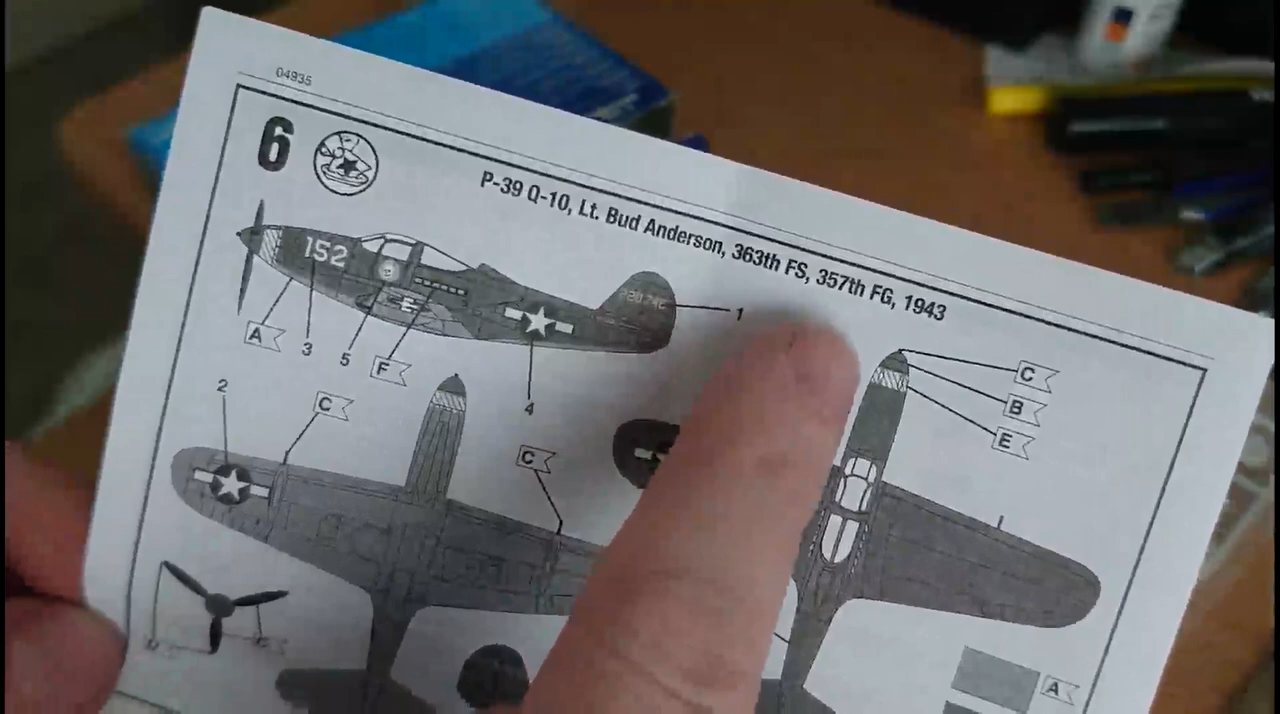 04935
6
P-39 Q-10, Lt. Bud Anderson, 363th FS, 357th FG, 1943
152
1
A
3
5
F
4
2
C
C
C
B
E
A